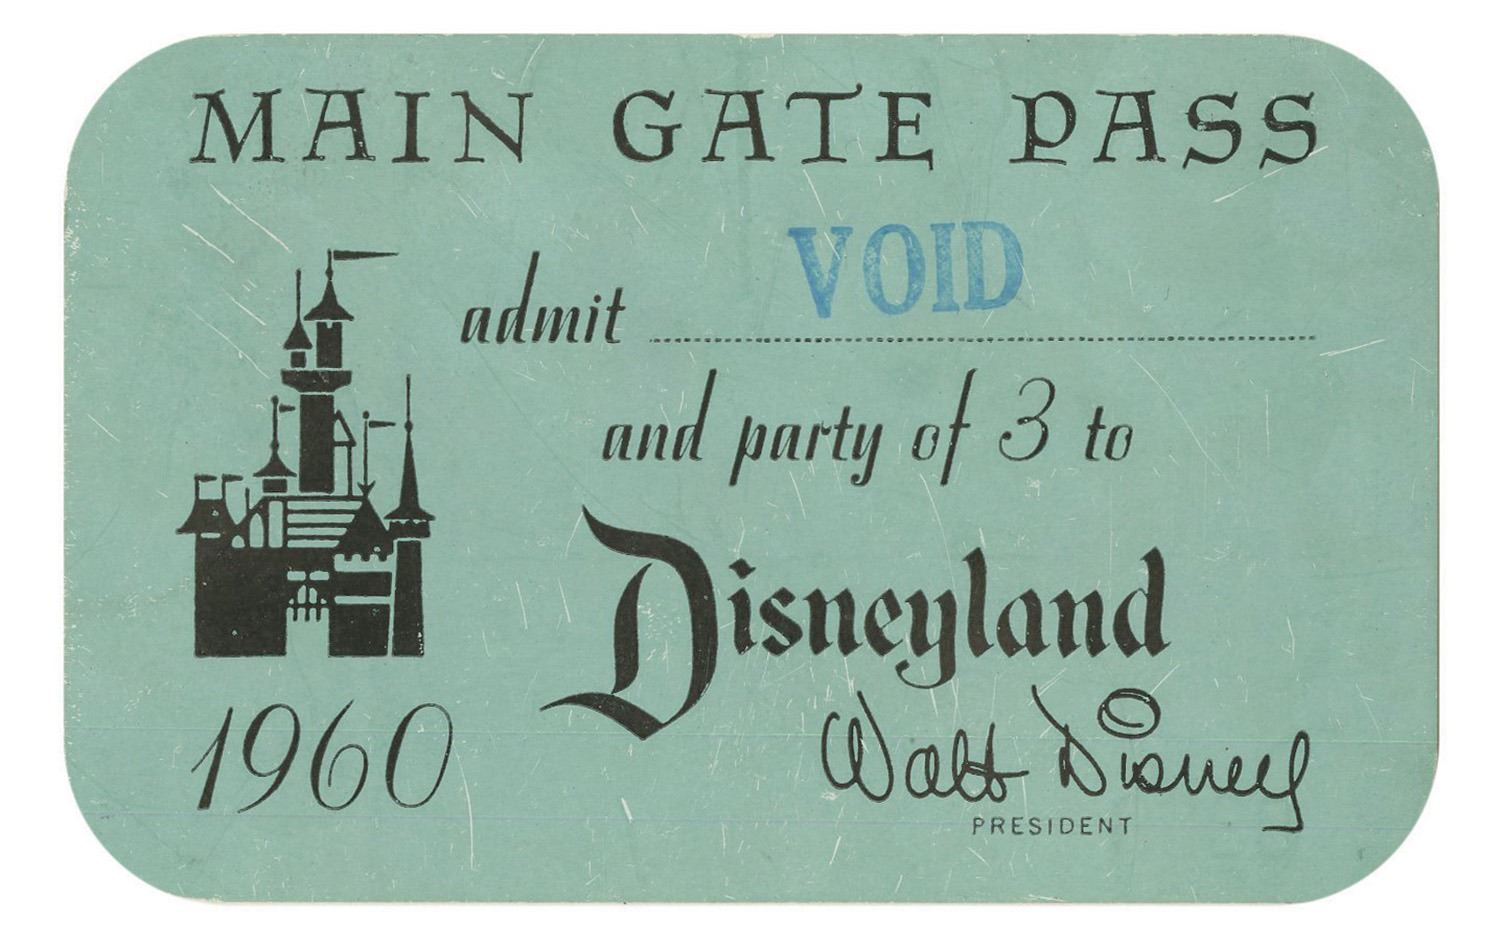 MAIN GATE PASS
VOID
admit
and party of 3 to
Disneyland
1960
Walt Disney
PRESIDENT